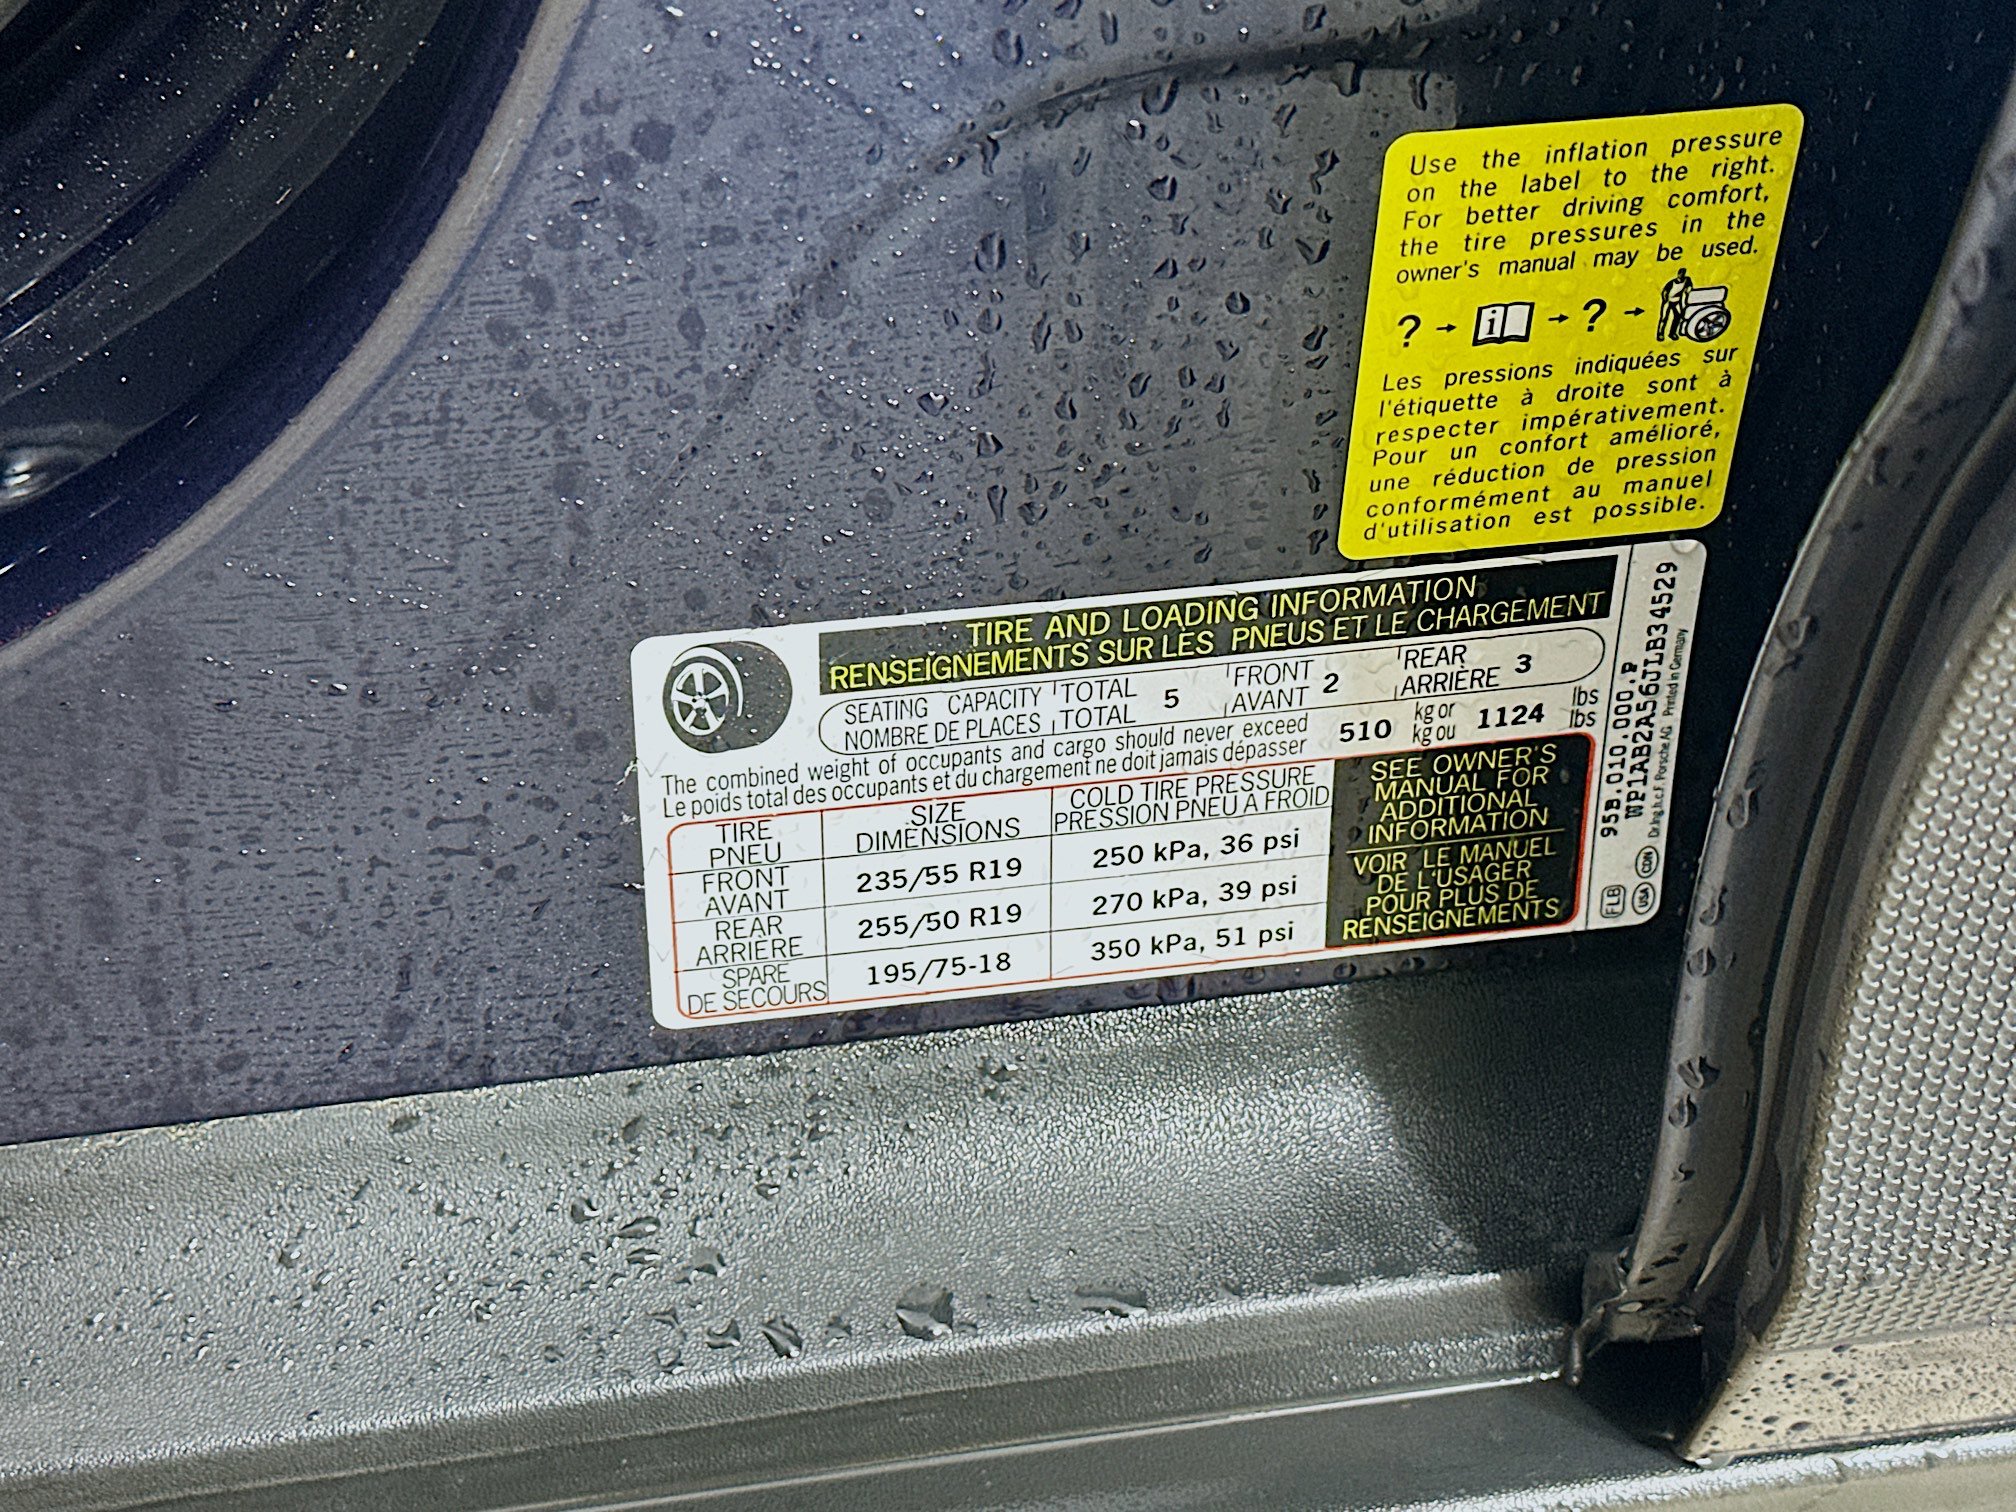 Use the inflation pressure
on the label to the right.
For better driving comfort,
the tire pressures in the
owner's manual may be used.
? → i → ? →
Les pressions indiquées sur
l'étiquette à droite sont à
respecter impérativement.
Pour un confort amélioré,
une réduction de pression
conformément au manuel
d'utilisation est possible.
TIRE AND LOADING INFORMATION
RENSEIGNEMENTS SUR LES PNEUS ET LE CHARGEMENT
SEATING CAPACITY TOTAL 5 FRONT 2 REAR 3
NOMBRE DE PLACES TOTAL AVANT ARRIÈRE
The combined weight of occupants and cargo should never exceed 510 kg or 1124 lbs
Le poids total des occupants et du chargement ne doit jamais dépasser kg ou lbs
TIRE SIZE COLD TIRE PRESSURE
PNEU DIMENSIONS PRESSION PNEU A FROID
FRONT 235/55 R19 250 kPa, 36 psi
AVANT
REAR 255/50 R19 270 kPa, 39 psi
ARRIÈRE
SPARE 195/75-18 350 kPa, 51 psi
DE SECOURS
SEE OWNER'S
MANUAL FOR
ADDITIONAL
INFORMATION
VOIR LE MANUEL
DE L'USAGER
POUR PLUS DE
RENSEIGNEMENTS
95B.010.000.P
WP1AB2A56JLB34529
Dr.Ing.h.c.F. Porsche AG Printed in Germany
FLB
USA CDN